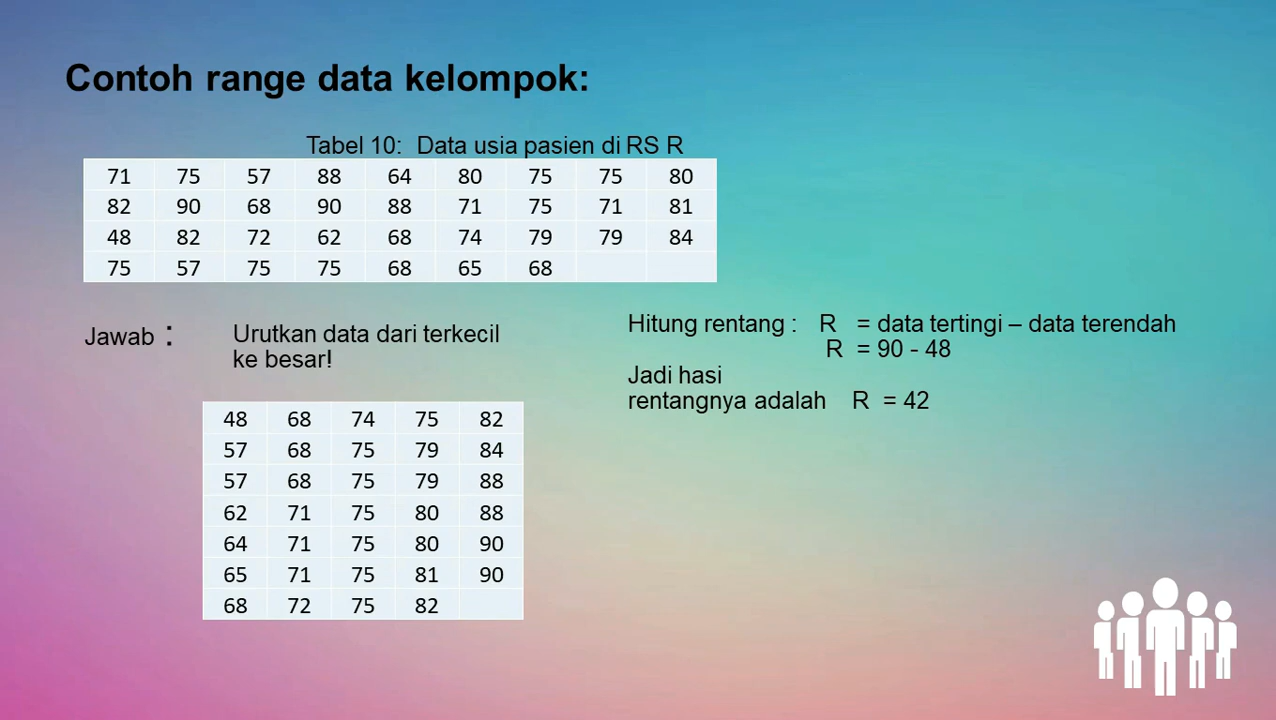 Contoh range data kelompok:
Tabel 10: Data usia pasien di RS R
71 75 57 88 64 80 75 75 80
82 90 68 90 88 71 75 71 81
48 82 72 62 68 74 79 79 84
75 57 75 75 68 65 68
Jawab :
Urutkan data dari terkecil
ke besar!
48 68 74 75 82
57 68 75 79 84
57 68 75 79 88
62 71 75 80 88
64 71 75 80 90
65 71 75 81 90
68 72 75 82
Hitung rentang : R = data tertingi – data terendah
R = 90 - 48
Jadi hasi
rentangnya adalah R = 42